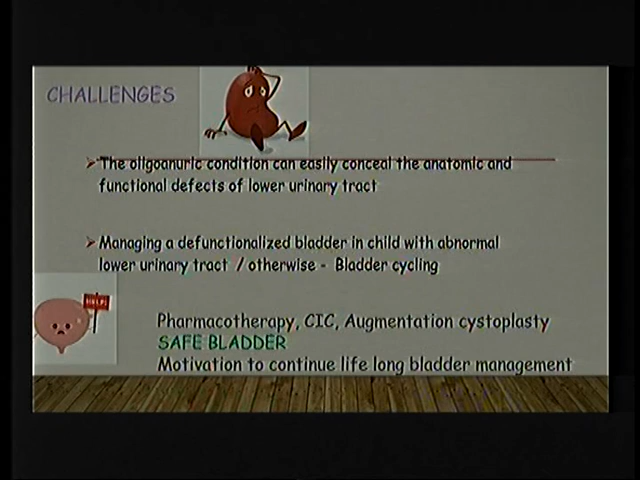 CHALLENGES
The oligoanuric condition can easily conceal the anatomic and
functional defects of lower urinary tract
Managing a defunctionalized bladder in child with abnormal
lower urinary tract / otherwise - Bladder cycling
HELP!
Pharmacotherapy, CIC, Augmentation cystoplasty
SAFE BLADDER
Motivation to continue life long bladder management